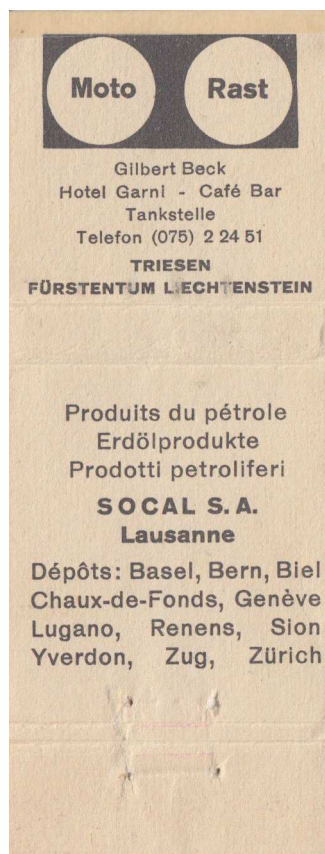 Moto Rast
Gilbert Beck
Hotel Garni - Café Bar
Tankstelle
Telefon (075) 2 24 51
TRIESEN
FÜRSTENTUM LIECHTENSTEIN
Produits du pétrole
Erdölprodukte
Prodotti petroliferi
SOCAL S.A.
Lausanne
Dépôts: Basel, Bern, Biel
Chaux-de-Fonds, Genève
Lugano, Renens, Sion
Yverdon, Zug, Zürich